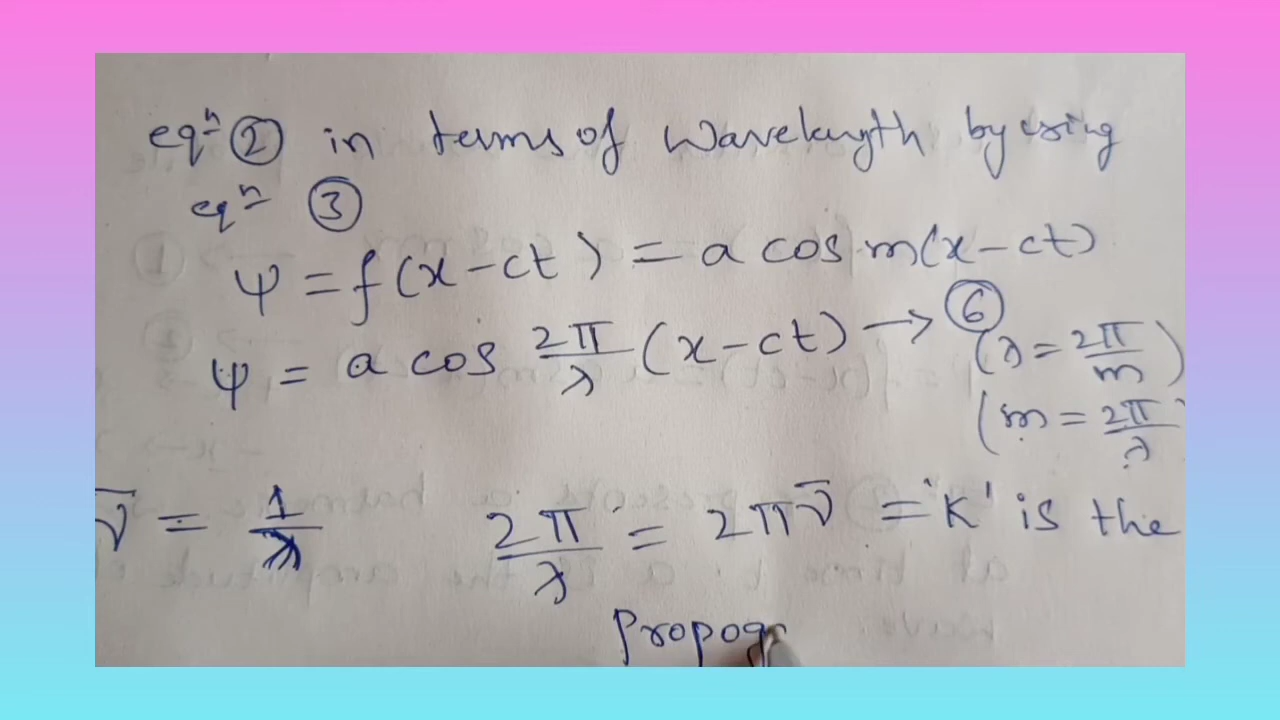 eqⁿ ② in terms of Wavelength by using
eqⁿ ③
ψ = f(x-ct) = a cos m(x-ct)
ψ = a cos 2π/λ (x-ct) → ⑥
(λ = 2π/m)
(m = 2π/λ
ν̄ = 1/λ 2π/λ = 2πν̄ = 'K' is the
Propog